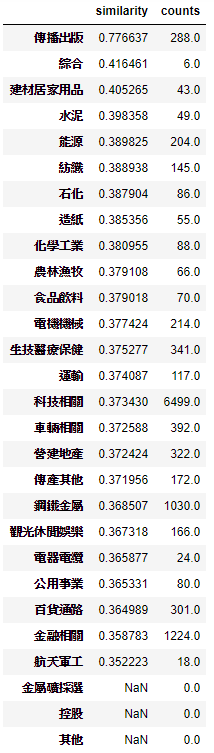 similarity counts
傳播出版 0.776637 288.0
綜合 0.416461 6.0
建材居家用品 0.405265 43.0
水泥 0.398358 49.0
能源 0.389825 204.0
紡織 0.388938 145.0
石化 0.387904 86.0
造紙 0.385356 55.0
化學工業 0.380955 88.0
農林漁牧 0.379108 66.0
食品飲料 0.379018 70.0
電機機械 0.377424 214.0
生技醫療保健 0.375277 341.0
運輸 0.374087 117.0
科技相關 0.373430 6499.0
車輛相關 0.372588 392.0
營建地產 0.372424 322.0
傳產其他 0.371956 172.0
鋼鐵金屬 0.368507 1030.0
觀光休閒娛樂 0.367318 166.0
電器電纜 0.365877 24.0
公用事業 0.365331 80.0
百貨通路 0.364989 301.0
金融相關 0.358783 1224.0
航天軍工 0.352223 18.0
金屬礦採選 NaN 0.0
控股 NaN 0.0
其他 NaN 0.0